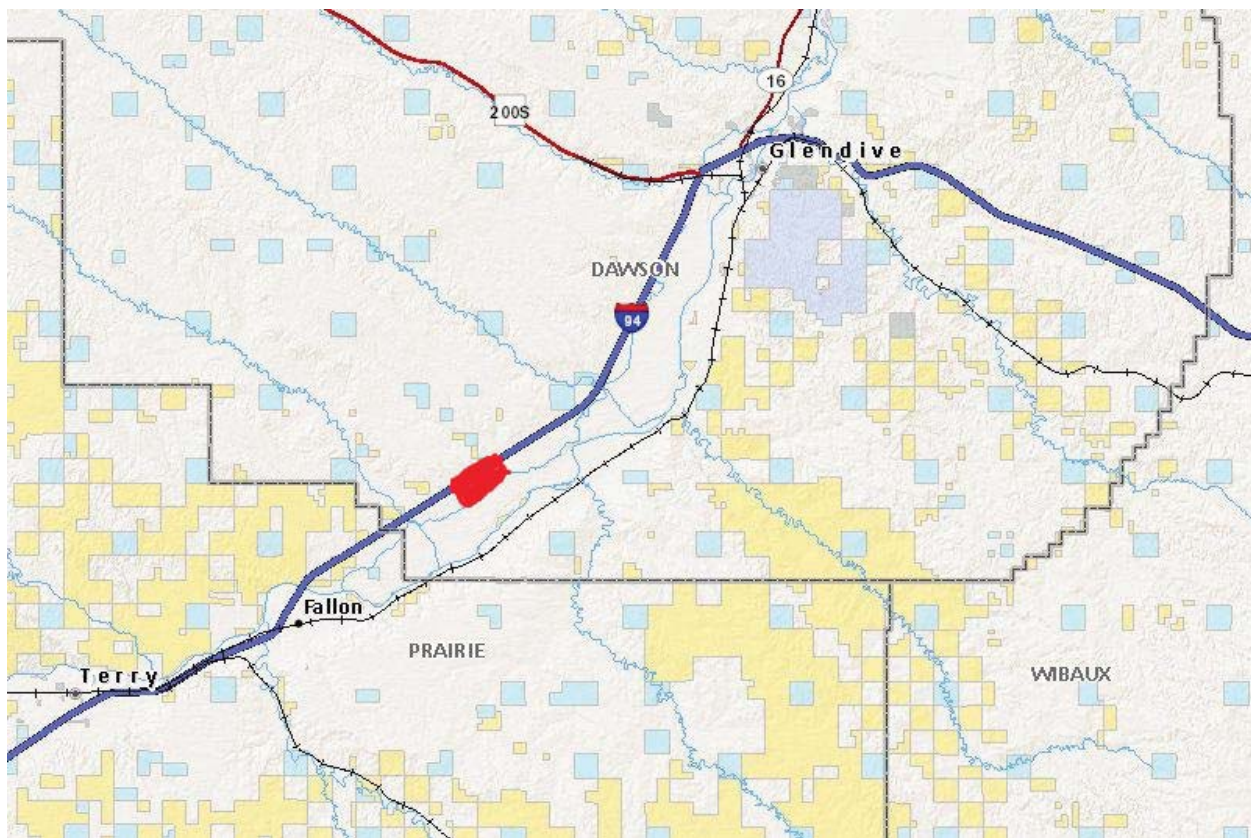 16
200S
Glendive
DAWSON
94
Fallon
PRAIRIE
Terry
WIBAUX